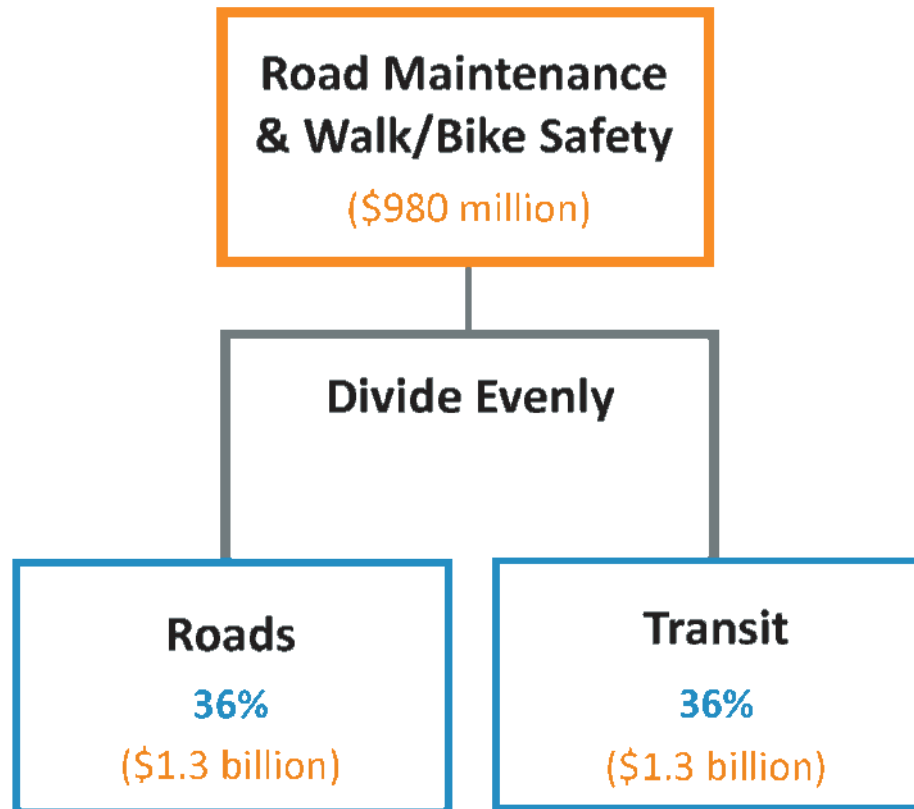 Road Maintenance
& Walk/Bike Safety
($980 million)
Divide Evenly
Roads
36%
($1.3 billion)
Transit
36%
($1.3 billion)